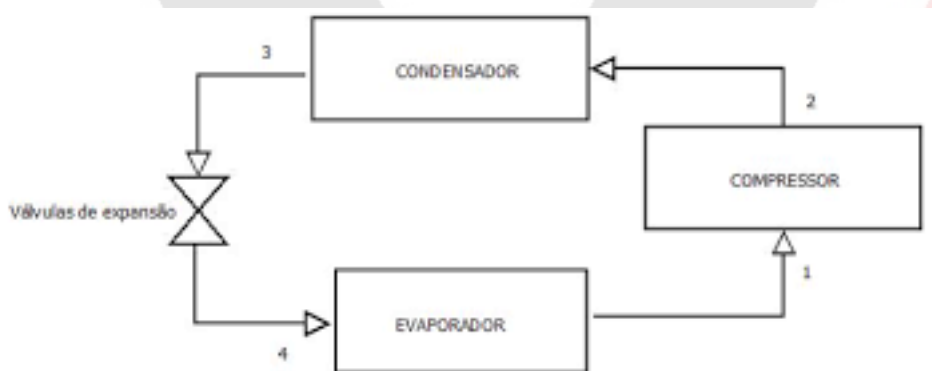 3
CONDENSADOR
2
COMPRESSOR
Válvulas de expansão
1
EVAPORADOR
4